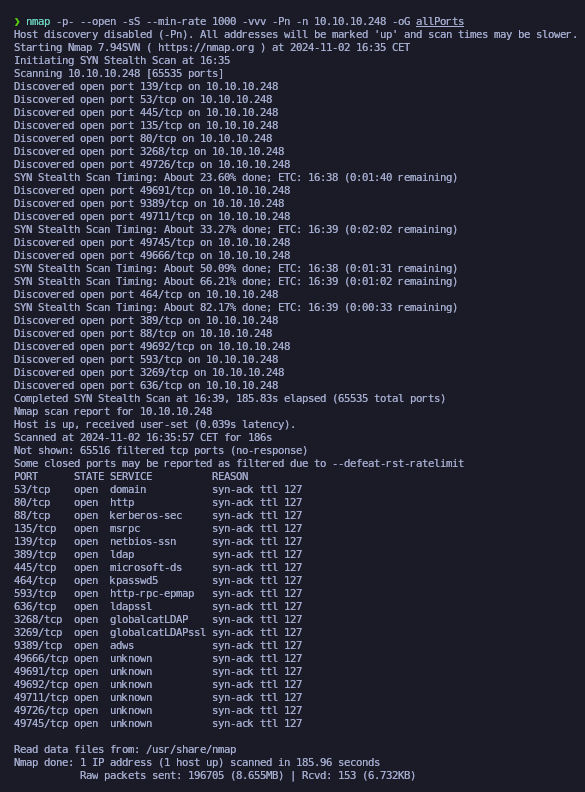 ❯ nmap -p- --open -sS --min-rate 1000 -vvv -Pn -n 10.10.10.248 -oG allPorts
Host discovery disabled (-Pn). All addresses will be marked 'up' and scan times may be slower.
Starting Nmap 7.94SVN ( https://nmap.org ) at 2024-11-02 16:35 CET
Initiating SYN Stealth Scan at 16:35
Scanning 10.10.10.248 [65535 ports]
Discovered open port 139/tcp on 10.10.10.248
Discovered open port 53/tcp on 10.10.10.248
Discovered open port 445/tcp on 10.10.10.248
Discovered open port 135/tcp on 10.10.10.248
Discovered open port 80/tcp on 10.10.10.248
Discovered open port 3268/tcp on 10.10.10.248
Discovered open port 49726/tcp on 10.10.10.248
SYN Stealth Scan Timing: About 23.60% done; ETC: 16:38 (0:01:40 remaining)
Discovered open port 49691/tcp on 10.10.10.248
Discovered open port 9389/tcp on 10.10.10.248
Discovered open port 49711/tcp on 10.10.10.248
SYN Stealth Scan Timing: About 33.27% done; ETC: 16:39 (0:02:02 remaining)
Discovered open port 49745/tcp on 10.10.10.248
Discovered open port 49666/tcp on 10.10.10.248
SYN Stealth Scan Timing: About 50.09% done; ETC: 16:38 (0:01:31 remaining)
SYN Stealth Scan Timing: About 66.21% done; ETC: 16:39 (0:01:02 remaining)
Discovered open port 464/tcp on 10.10.10.248
SYN Stealth Scan Timing: About 82.17% done; ETC: 16:39 (0:00:33 remaining)
Discovered open port 389/tcp on 10.10.10.248
Discovered open port 88/tcp on 10.10.10.248
Discovered open port 49692/tcp on 10.10.10.248
Discovered open port 593/tcp on 10.10.10.248
Discovered open port 3269/tcp on 10.10.10.248
Discovered open port 636/tcp on 10.10.10.248
Completed SYN Stealth Scan at 16:39, 185.83s elapsed (65535 total ports)
Nmap scan report for 10.10.10.248
Host is up, received user-set (0.039s latency).
Scanned at 2024-11-02 16:35:57 CET for 186s
Not shown: 65516 filtered tcp ports (no-response)
Some closed ports may be reported as filtered due to --defeat-rst-ratelimit
PORT      STATE SERVICE          REASON
53/tcp    open  domain           syn-ack ttl 127
80/tcp    open  http             syn-ack ttl 127
88/tcp    open  kerberos-sec     syn-ack ttl 127
135/tcp   open  msrpc            syn-ack ttl 127
139/tcp   open  netbios-ssn      syn-ack ttl 127
389/tcp   open  ldap             syn-ack ttl 127
445/tcp   open  microsoft-ds     syn-ack ttl 127
464/tcp   open  kpasswd5         syn-ack ttl 127
593/tcp   open  http-rpc-epmap   syn-ack ttl 127
636/tcp   open  ldapssl          syn-ack ttl 127
3268/tcp  open  globalcatLDAP    syn-ack ttl 127
3269/tcp  open  globalcatLDAPssl syn-ack ttl 127
9389/tcp  open  adws             syn-ack ttl 127
49666/tcp open  unknown          syn-ack ttl 127
49691/tcp open  unknown          syn-ack ttl 127
49692/tcp open  unknown          syn-ack ttl 127
49711/tcp open  unknown          syn-ack ttl 127
49726/tcp open  unknown          syn-ack ttl 127
49745/tcp open  unknown          syn-ack ttl 127
Read data files from: /usr/share/nmap
Nmap done: 1 IP address (1 host up) scanned in 185.96 seconds
Raw packets sent: 196705 (8.655MB) | Rcvd: 153 (6.732KB)